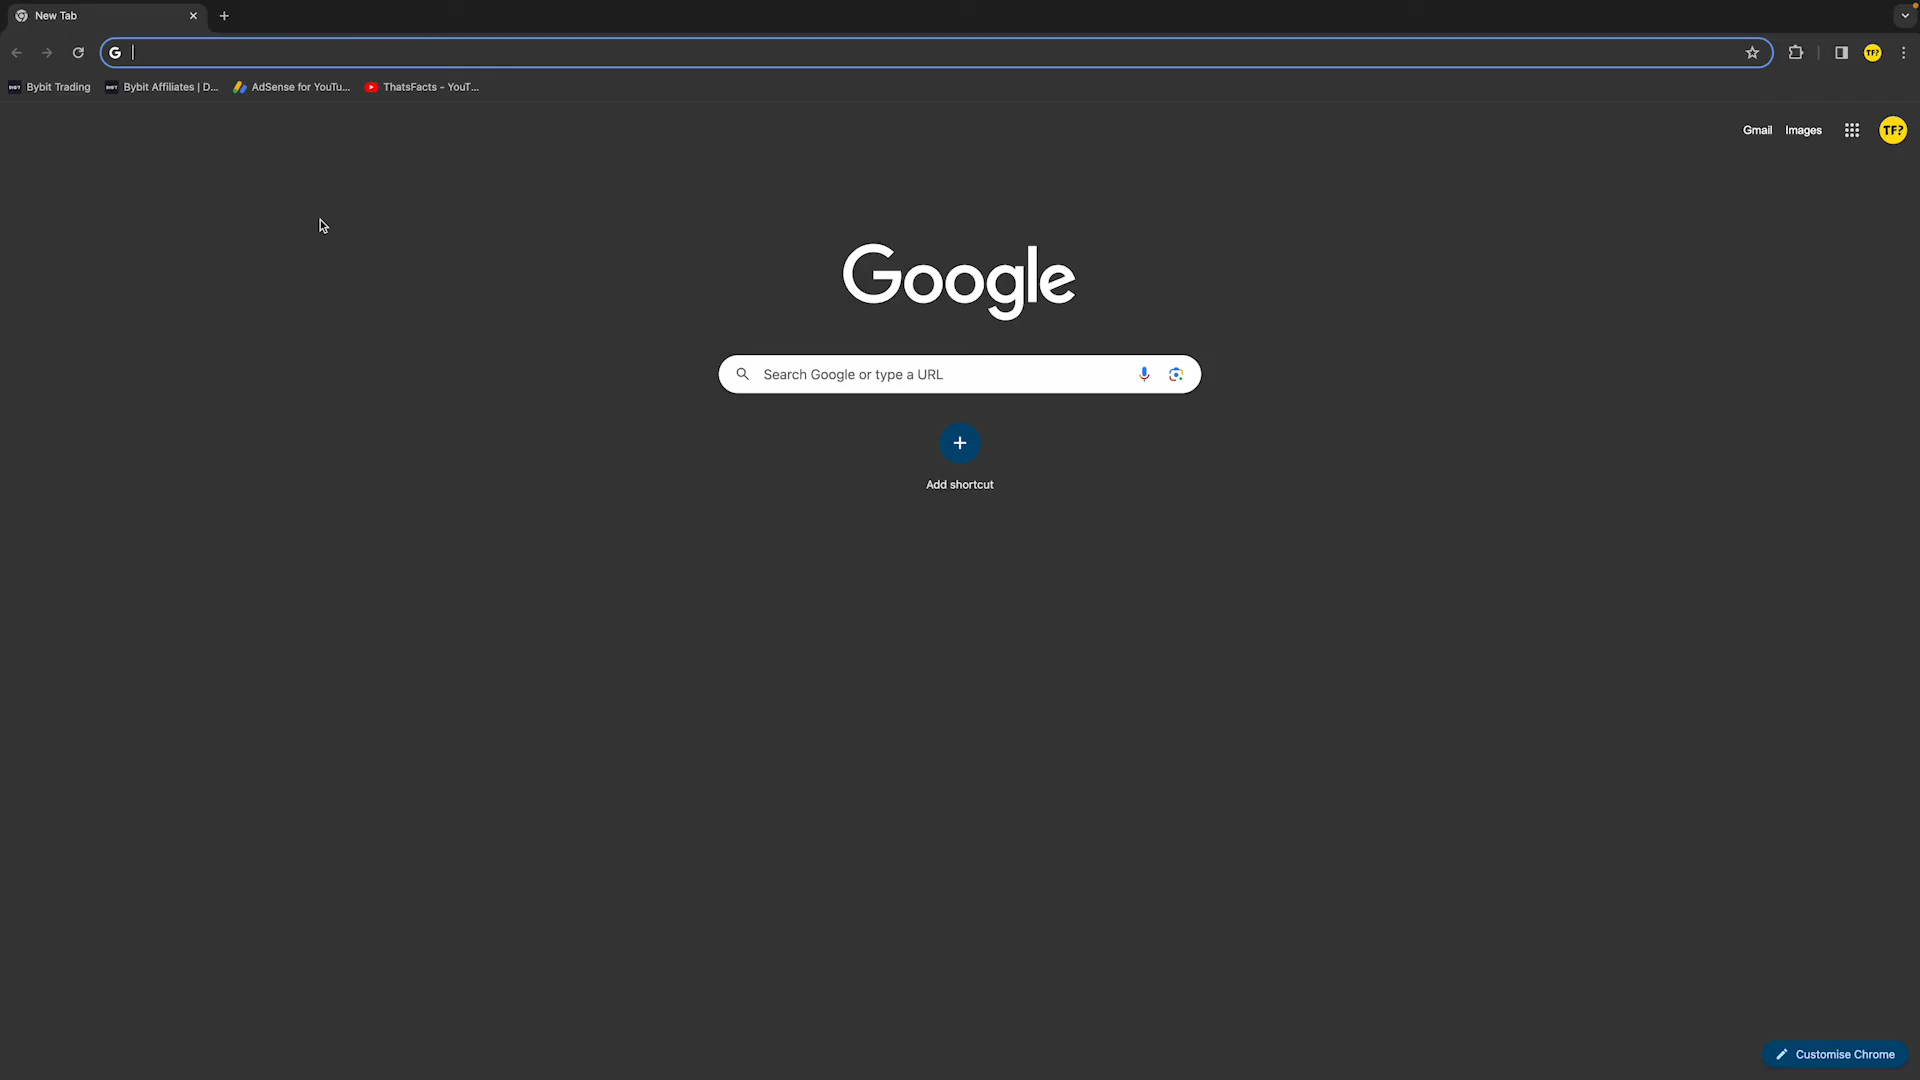 New Tab
Bybit Trading
Bybit Affiliates | D...
AdSense for YouTu...
ThatsFacts - YouT...
Gmail
Images
TF?
TF?
Google
Search Google or type a URL
Add shortcut
Customise Chrome